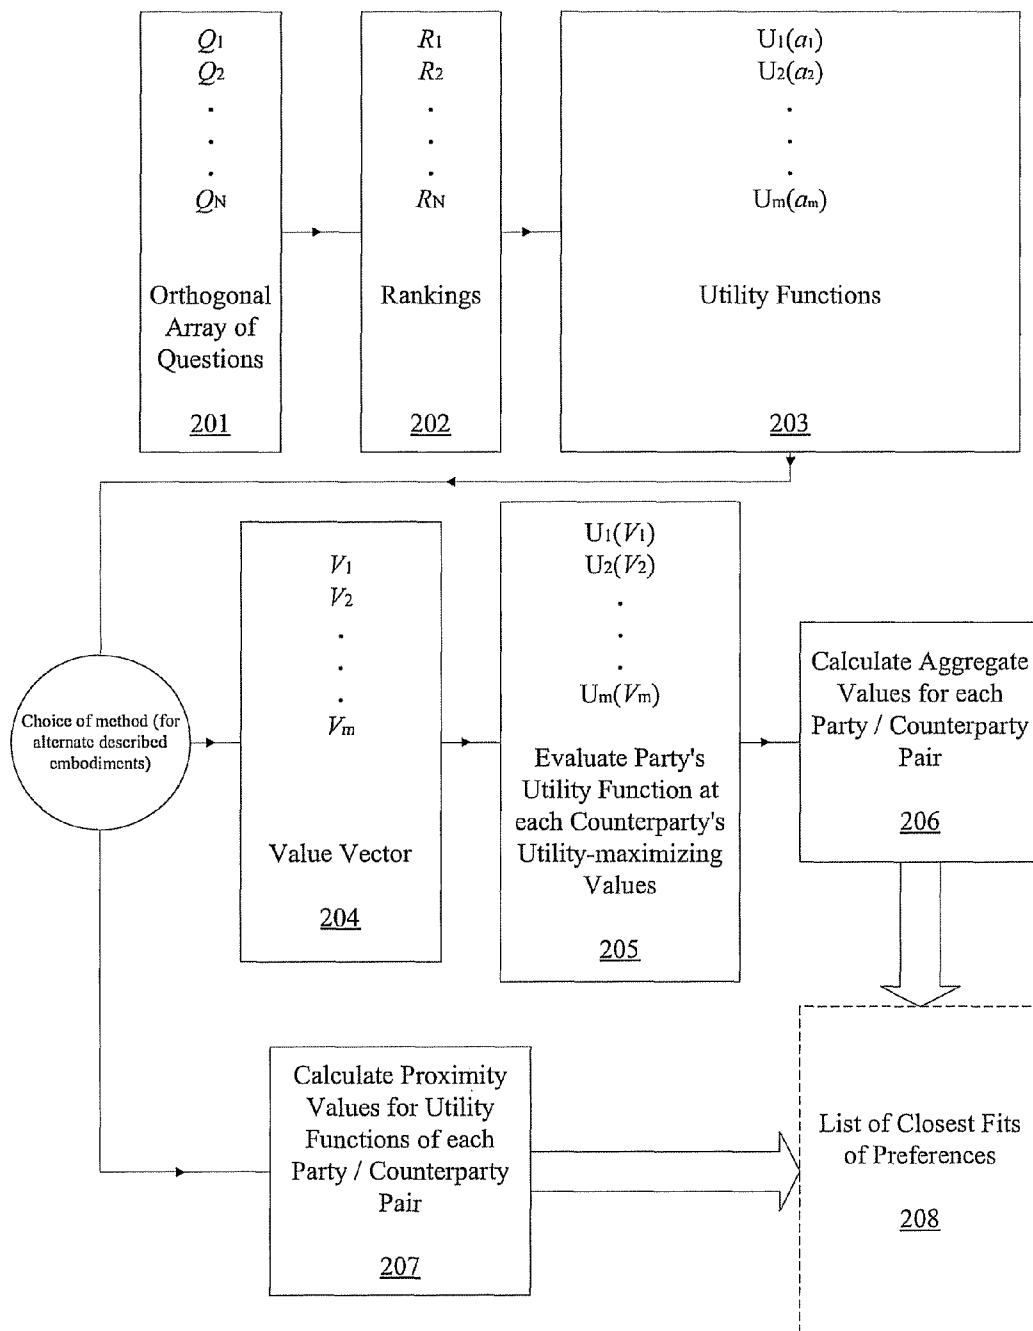 Q1
Q2
.
.
.
QN
Orthogonal
Array of
Questions
201
R1
R2
.
.
.
RN
Rankings
202
U1(a1)
U2(a2)
.
.
.
Um(am)
Utility Functions
203
Choice of method (for
alternate described
embodiments)
V1
V2
.
.
.
Vm
Value Vector
204
U1(V1)
U2(V2)
.
.
.
Um(Vm)
Evaluate Party's
Utility Function at
each Counterparty's
Utility-maximizing
Values
205
Calculate Aggregate
Values for each
Party / Counterparty
Pair
206
Calculate Proximity
Values for Utility
Functions of each
Party / Counterparty
Pair
207
List of Closest Fits
of Preferences
208